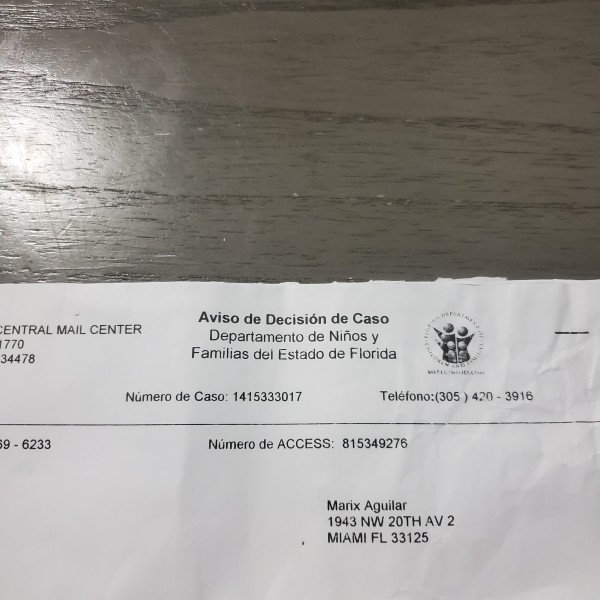 Aviso de Decisión de Caso
Departamento de Niños y
Familias del Estado de Florida
CENTRAL MAIL CENTER
1770
34478
Número de Caso: 1415333017
Teléfono:(305 ) 420 - 3916
69 - 6233
Número de ACCESS: 815349276
Marix Aguilar
1943 NW 20TH AV 2
MIAMI FL 33125